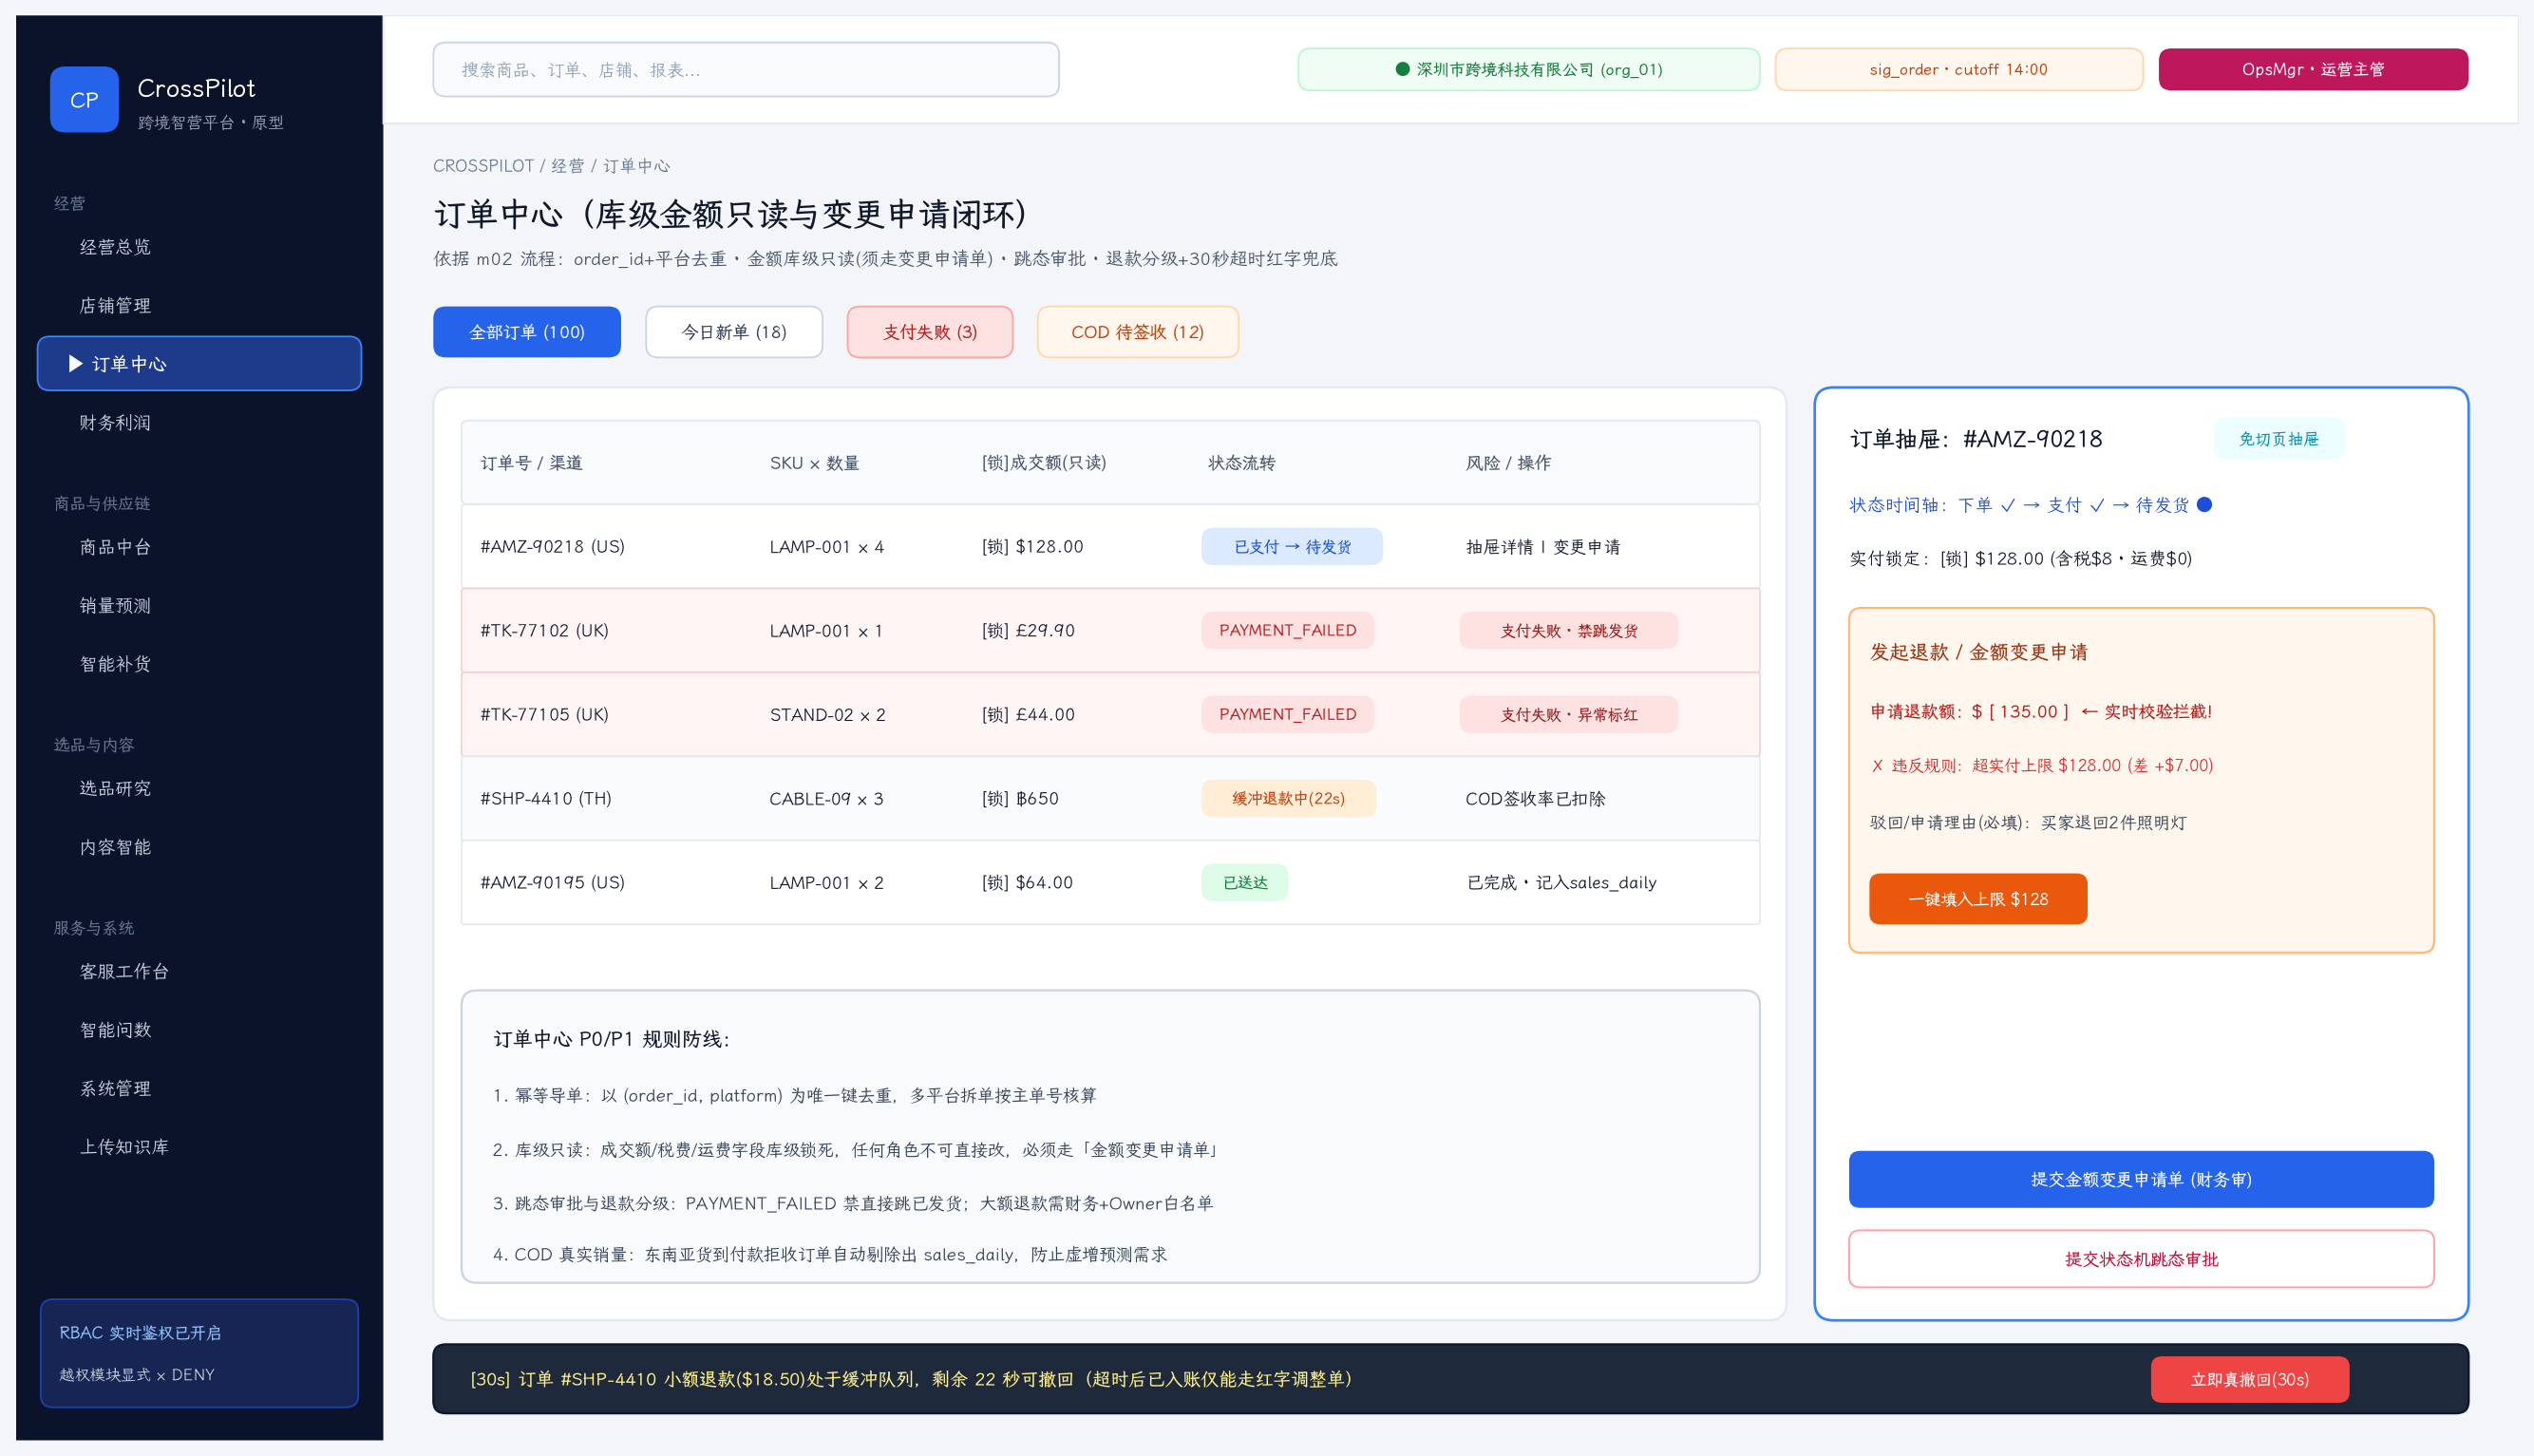 CP
CrossPilot
跨境智营平台·原型
经营
经营总览
店铺管理
▶ 订单中心
财务利润
商品与供应链
商品中台
销量预测
智能补货
选品与内容
选品研究
内容智能
服务与系统
客服工作台
智能问数
系统管理
上传知识库
RBAC 实时鉴权已开启
越权模块显式 × DENY
搜索商品、订单、店铺、报表...
● 深圳市跨境科技有限公司 (org_01)
sig_order · cutoff 14:00
OpsMgr · 运营主管
CROSSPILOT / 经营 / 订单中心
订单中心（库级金额只读与变更申请闭环）
依据 m02 流程：order_id+平台去重 · 金额库级只读(须走变更申请单) · 跳态审批 · 退款分级+30秒超时红字兜底
全部订单 (100)
今日新单 (18)
支付失败 (3)
COD 待签收 (12)
订单号 / 渠道 SKU × 数量 [锁]成交额(只读) 状态流转 风险 / 操作
#AMZ-90218 (US) LAMP-001 × 4 [锁] $128.00 已支付 → 待发货 抽屉详情 | 变更申请
#TK-77102 (UK) LAMP-001 × 1 [锁] £29.90 PAYMENT_FAILED 支付失败 · 禁跳发货
#TK-77105 (UK) STAND-02 × 2 [锁] £44.00 PAYMENT_FAILED 支付失败 · 异常标红
#SHP-4410 (TH) CABLE-09 × 3 [锁] ฿650 缓冲退款中(22s) COD签收率已扣除
#AMZ-90195 (US) LAMP-001 × 2 [锁] $64.00 已送达 已完成 · 记入sales_daily
订单中心 P0/P1 规则防线：
1. 幂等导单：以 (order_id, platform) 为唯一键去重，多平台拆单按主单号核算
2. 库级只读：成交额/税费/运费字段库级锁死，任何角色不可直接改，必须走「金额变更申请单」
3. 跳态审批与退款分级：PAYMENT_FAILED 禁直接跳已发货；大额退款需财务+Owner白名单
4. COD 真实销量：东南亚货到付款拒收订单自动剔除出 sales_daily，防止虚增预测需求
订单抽屉：#AMZ-90218
免切页抽屉
状态时间轴：下单 ✓ → 支付 ✓ → 待发货 ●
实付锁定：[锁] $128.00 (含税$8 · 运费$0)
发起退款 / 金额变更申请
申请退款额：$ [ 135.00 ] ← 实时校验拦截!
✗ 违反规则：超实付上限 $128.00 (差 +$7.00)
驳回/申请理由(必填)：买家退回2件照明灯
一键填入上限 $128
提交金额变更申请单 (财务审)
提交状态机跳态审批
[30s] 订单 #SHP-4410 小额退款($18.50)处于缓冲队列，剩余 22 秒可撤回（超时后已入账仅能走红字调整单）
立即真撤回(30s)